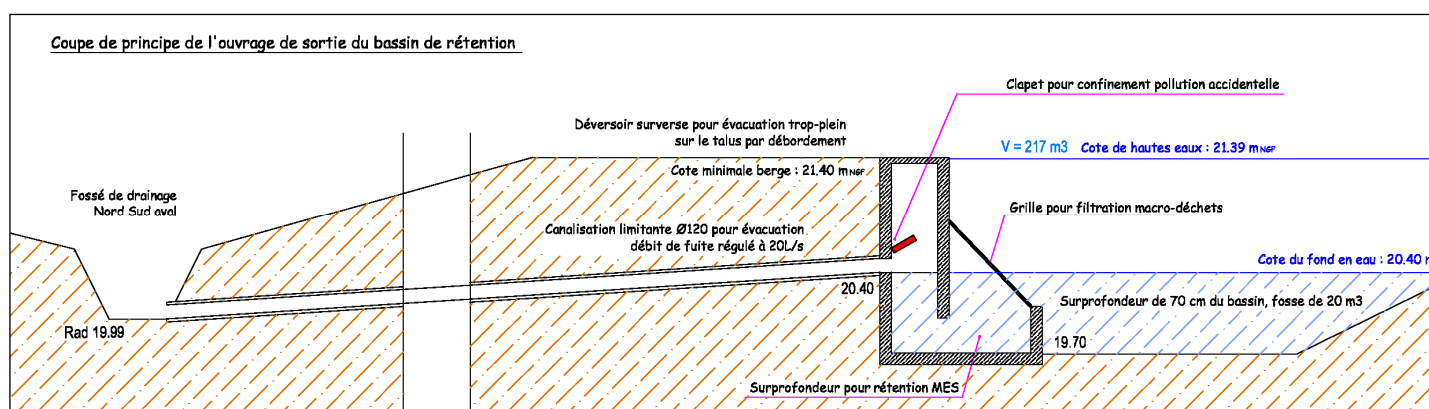 Coupe de principe de l'ouvrage de sortie du bassin de rétention
Clapet pour confinement pollution accidentelle
Déversoir surverse pour évacuation trop-plein
sur le talus par débordement
V = 217 m3 Cote de hautes eaux : 21.39 mNGF
Cote minimale berge : 21.40 mNGF
Fossé de drainage
Nord Sud aval
Grille pour filtration macro-déchets
Canalisation limitante Ø120 pour évacuation
débit de fuite régulé à 20L/s
Cote du fond en eau : 20.40 m
20.40
Surprofondeur de 70 cm du bassin, fosse de 20 m3
Rad 19.99
19.70
Surprofondeur pour rétention MES